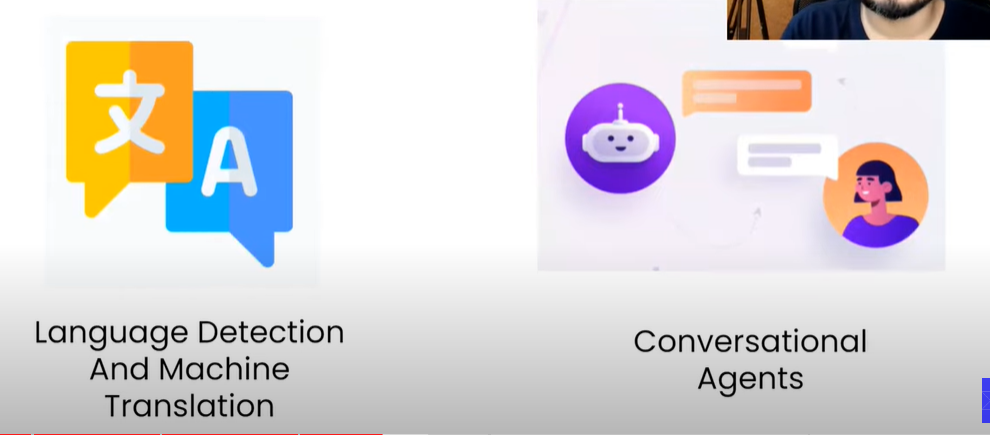 文
A
Language Detection
And Machine
Translation
Conversational
Agents